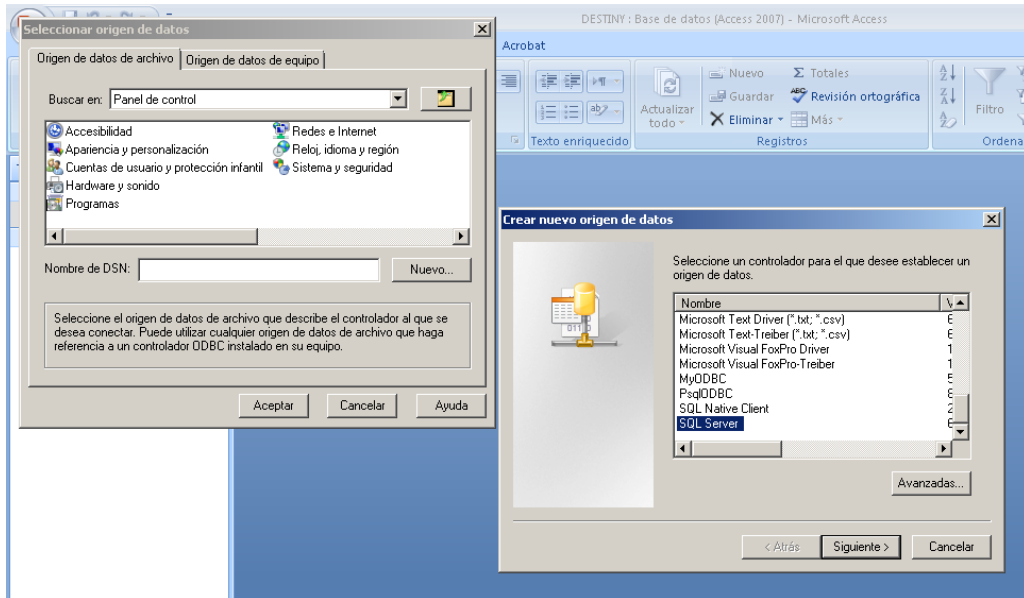 DESTINY : Base de datos (Access 2007) - Microsoft Access
Seleccionar origen de datos
Origen de datos de archivo
Origen de datos de equipo
Buscar en:
Panel de control
Accesibilidad
Redes e Internet
Apariencia y personalización
Reloj, idioma y región
Cuentas de usuario y protección infantil
Sistema y seguridad
Hardware y sonido
Programas
Nombre de DSN:
Nuevo...
Seleccione el origen de datos de archivo que describe el controlador al que se
desea conectar. Puede utilizar cualquier origen de datos de archivo que haga
referencia a un controlador ODBC instalado en su equipo.
Aceptar
Cancelar
Ayuda
Acrobat
Texto enriquecido
Actualizar
todo
Nuevo
Guardar
Eliminar
Σ Totales
Revisión ortográfica
Más
Registros
Filtro
Ordena
Crear nuevo origen de datos
Seleccione un controlador para el que desee establecer un
origen de datos.
Nombre
Microsoft Text Driver (*.txt; *.csv)
Microsoft Text-Treiber (*.txt; *.csv)
Microsoft Visual FoxPro Driver
Microsoft Visual FoxPro-Treiber
MyODBC
PsqlODBC
SQL Native Client
SQL Server
Avanzadas...
< Atrás
Siguiente >
Cancelar